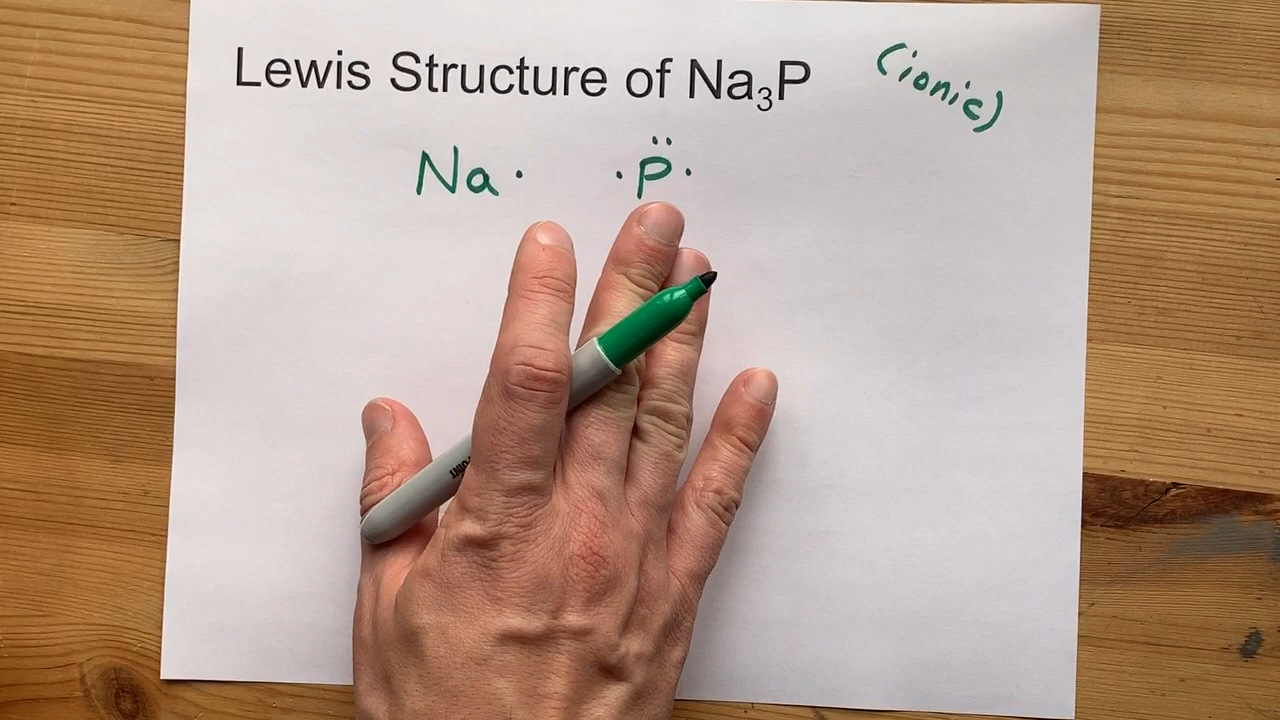 Lewis Structure of Na₃P (ionic)
Na· ·P̈·